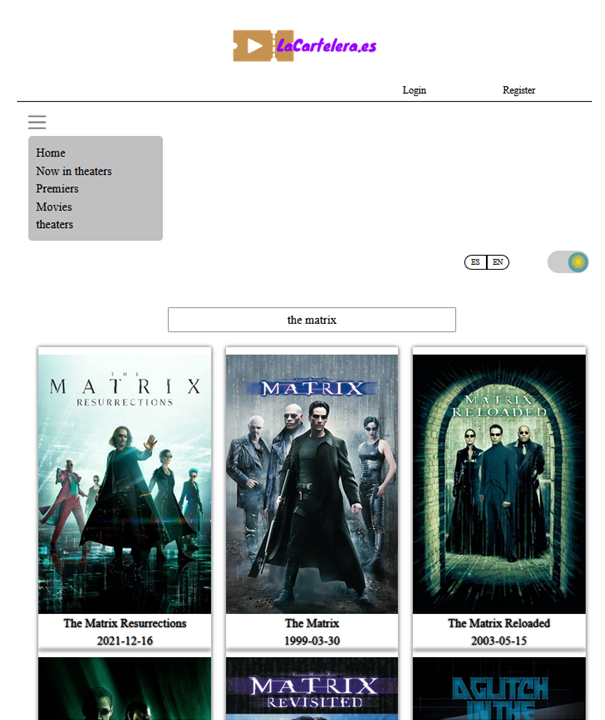 LaCartelera.es
Login
Register
Home
Now in theaters
Premiers
Movies
theaters
ES EN
the matrix
THE
MATRIX
RESURRECTIONS
The Matrix Resurrections
2021-12-16
MATRIX
The Matrix
1999-03-30
MATRIX
RELOADED
The Matrix Reloaded
2003-05-15
MATRIX
REVISITED
A GLITCH
IN THE